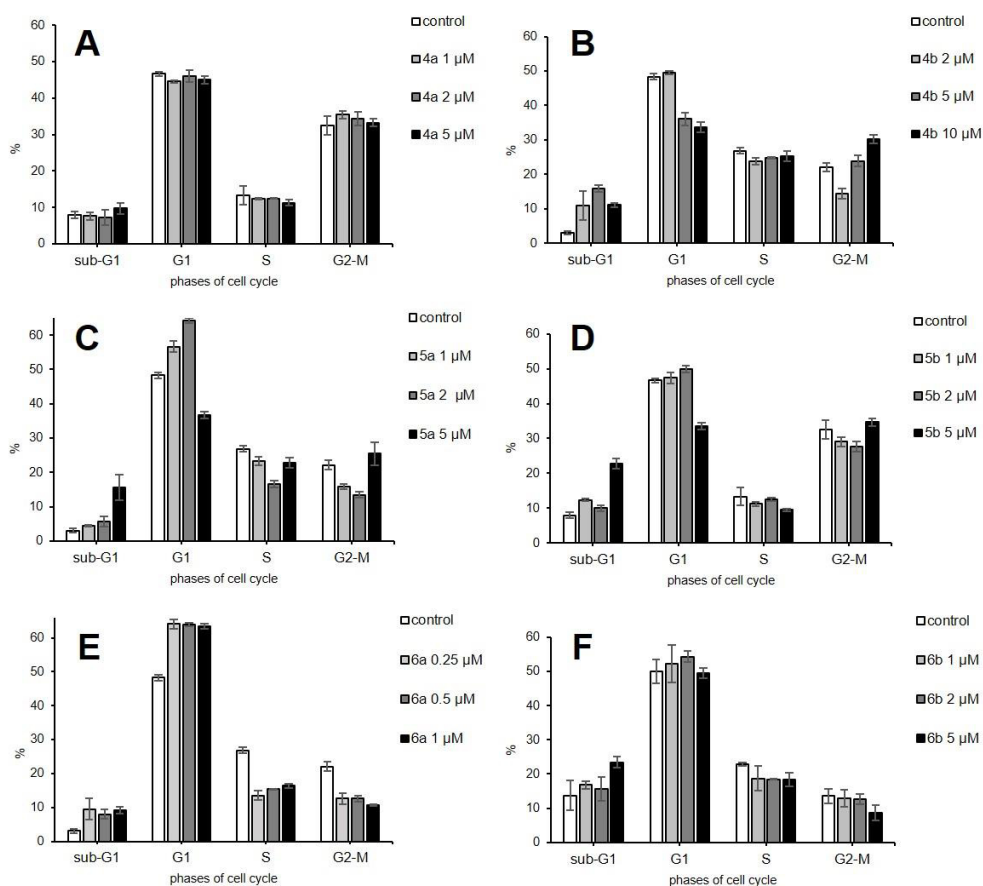 A
60
50
40
30
20
10
0
%
sub-G1 G1 S G2-M
phases of cell cycle
control
4a 1 µM
4a 2 µM
4a 5 µM
B
60
50
40
30
20
10
0
%
sub-G1 G1 S G2-M
phases of cell cycle
control
4b 2 µM
4b 5 µM
4b 10 µM
C
60
50
40
30
20
10
0
%
sub-G1 G1 S G2-M
phases of cell cycle
control
5a 1 µM
5a 2 µM
5a 5 µM
D
60
50
40
30
20
10
0
%
sub-G1 G1 S G2-M
phases of cell cycle
control
5b 1 µM
5b 2 µM
5b 5 µM
E
60
50
40
30
20
10
0
%
sub-G1 G1 S G2-M
phases of cell cycle
control
6a 0.25 µM
6a 0.5 µM
6a 1 µM
F
60
50
40
30
20
10
0
%
sub-G1 G1 S G2-M
phases of cell cycle
control
6b 1 µM
6b 2 µM
6b 5 µM